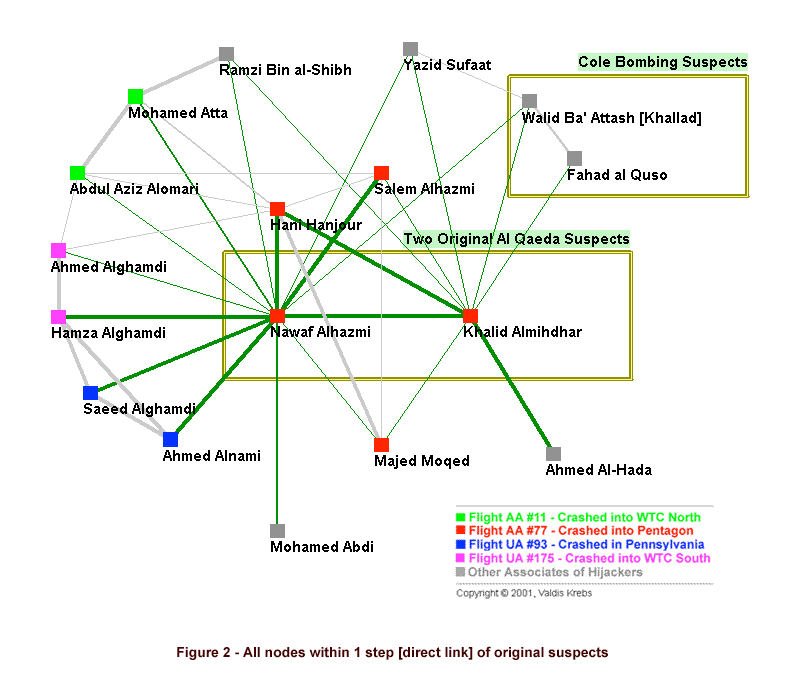 Ramzi Bin al-Shibh
Yazid Sufaat
Cole Bombing Suspects
Mohamed Atta
Walid Ba' Attash [Khallad]
Abdul Aziz Alomari
Salem Alhazmi
Fahad al Quso
Hani Hanjour
Two Original Al Qaeda Suspects
Ahmed Alghamdi
Hamza Alghamdi
Nawaf Alhazmi
Khalid Almihdhar
Saeed Alghamdi
Ahmed Alnami
Majed Moqed
Ahmed Al-Hada
Mohamed Abdi
Flight AA #11 - Crashed into WTC North
Flight AA #77 - Crashed into Pentagon
Flight UA #93 - Crashed in Pennsylvania
Flight UA #175 - Crashed into WTC South
Other Associates of Hijackers
Copyright © 2001, Valdis Krebs
Figure 2 - All nodes within 1 step [direct link] of original suspects